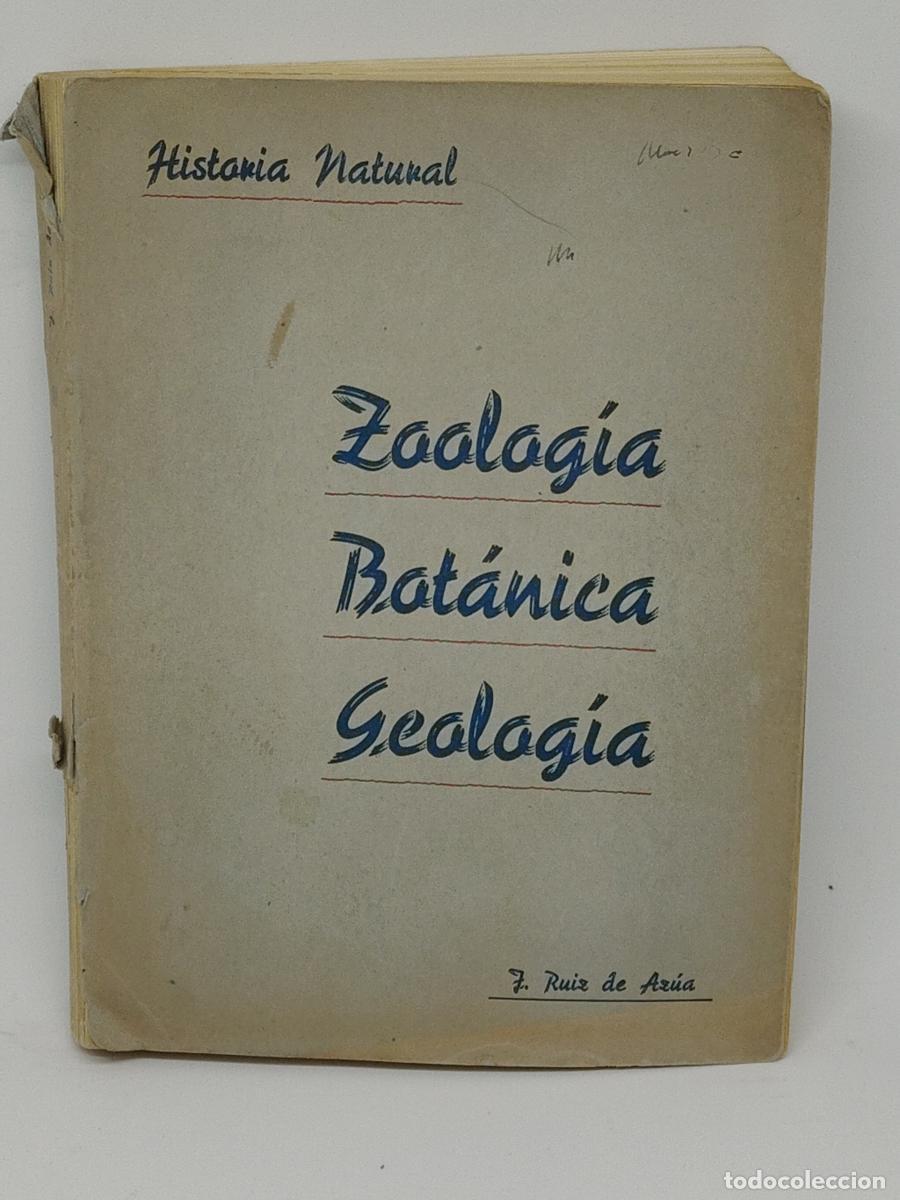 Historia Natural
Zoología
Botánica
Geología
J. Ruiz de Azúa
todocoleccion